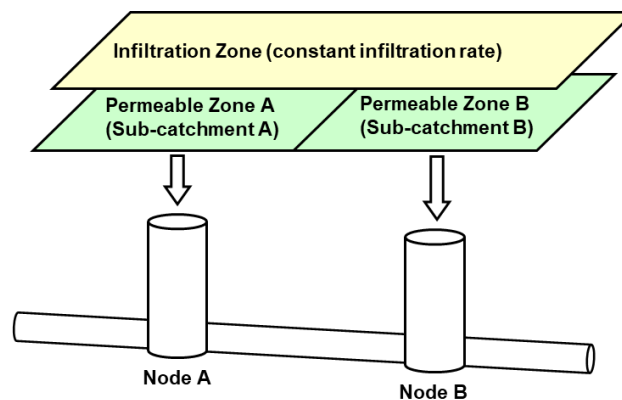 Infiltration Zone (constant infiltration rate)
Permeable Zone A
(Sub-catchment A)
Permeable Zone B
(Sub-catchment B)
Node A
Node B